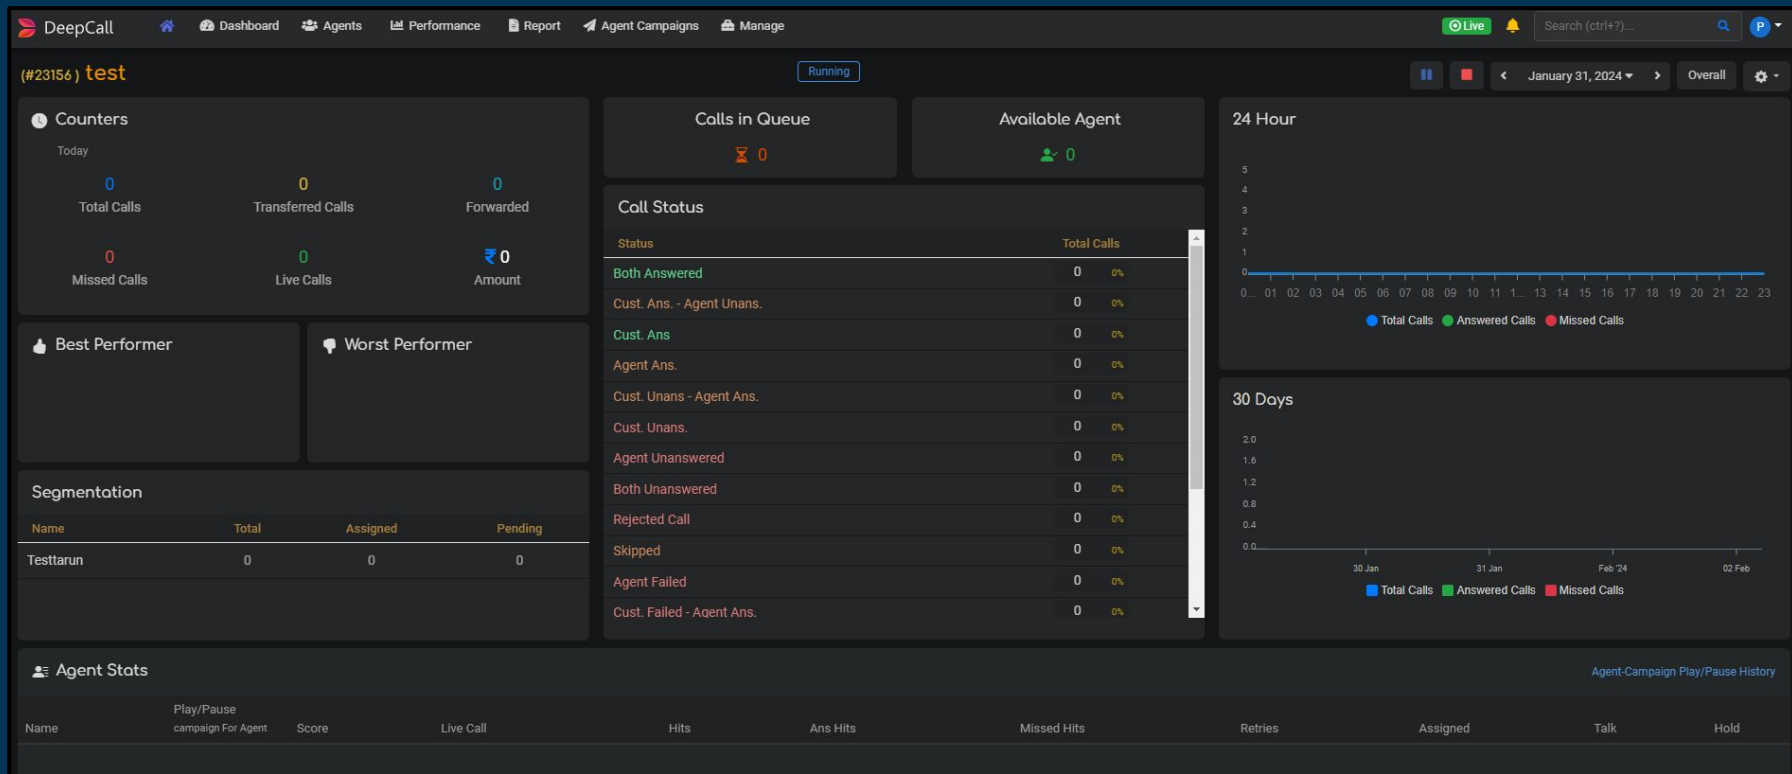 DeepCall Dashboard Agents Performance Report Agent Campaigns Manage Live Search (ctrl+?)... P
(#23156 ) test Running January 31, 2024 Overall
Counters
Today
0 0 0
Total Calls Transferred Calls Forwarded
0 0 ₹ 0
Missed Calls Live Calls Amount
Best Performer
Worst Performer
Segmentation
Name Total Assigned Pending
Testtarun 0 0 0
Calls in Queue
0
Available Agent
0
Call Status
Status Total Calls
Both Answered 0 0%
Cust. Ans. - Agent Unans. 0 0%
Cust. Ans 0 0%
Agent Ans. 0 0%
Cust. Unans - Agent Ans. 0 0%
Cust. Unans. 0 0%
Agent Unanswered 0 0%
Both Unanswered 0 0%
Rejected Call 0 0%
Skipped 0 0%
Agent Failed 0 0%
Cust. Failed - Agent Ans. 0 0%
24 Hour
5
4
3
2
1
0
0... 01 02 03 04 05 06 07 08 09 10 11 1... 13 14 15 16 17 18 19 20 21 22 23
Total Calls Answered Calls Missed Calls
30 Days
2.0
1.6
1.2
0.8
0.4
0.0
30 Jan 31 Jan Feb '24 02 Feb
Total Calls Answered Calls Missed Calls
Agent Stats Agent-Campaign Play/Pause History
Play/Pause
Name campaign For Agent Score Live Call Hits Ans Hits Missed Hits Retries Assigned Talk Hold